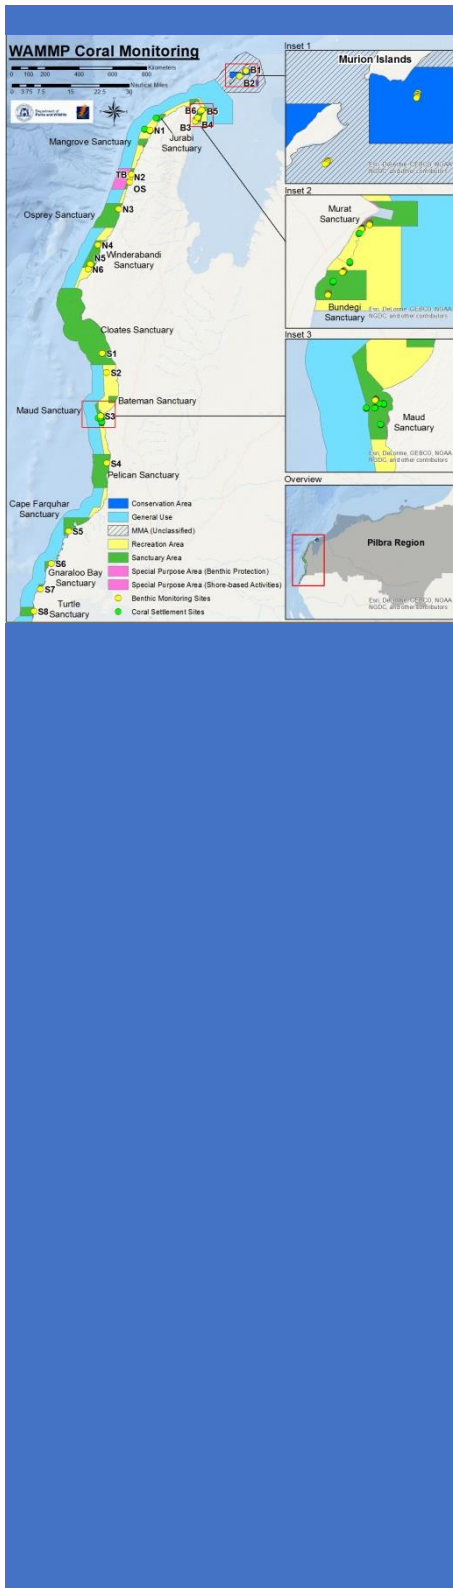 WAMMP Coral Monitoring
Kilometers
0 100 200 400 600 800
Nautical Miles
0 3.75 7.5 15 22.5 30
Department of
Parks and Wildlife
B1
B2
B6
B5
B3
B4
Mangrove Sanctuary
N1
Jurabi
Sanctuary
TB
N2
OS
Osprey Sanctuary
N3
N4
N5
N6
Winderabandi
Sanctuary
Cloates Sanctuary
S1
S2
Bateman Sanctuary
Maud Sanctuary
S3
S4
Pelican Sanctuary
Cape Farquhar
Sanctuary
S5
S6
Gnaraloo Bay
Sanctuary
S7
Turtle
Sanctuary
S8
Conservation Area
General Use
MMA (Unclassified)
Recreation Area
Sanctuary Area
Special Purpose Area (Benthic Protection)
Special Purpose Area (Shore-based Activities)
Benthic Monitoring Sites
Coral Settlement Sites
Inset 1
Murion Islands
Esri, DeLorme, GEBCO, NOAA
NGDC, and other contributors
Inset 2
Murat
Sanctuary
Bundegi
Sanctuary
Esri, DeLorme, GEBCO, NOAA
NGDC, and other contributors
Inset 3
Maud
Sanctuary
Esri, DeLorme, GEBCO, NOAA
NGDC, and other contributors
Overview
Pilbra Region
Esri, DeLorme, GEBCO, NOAA
NGDC, and other contributors